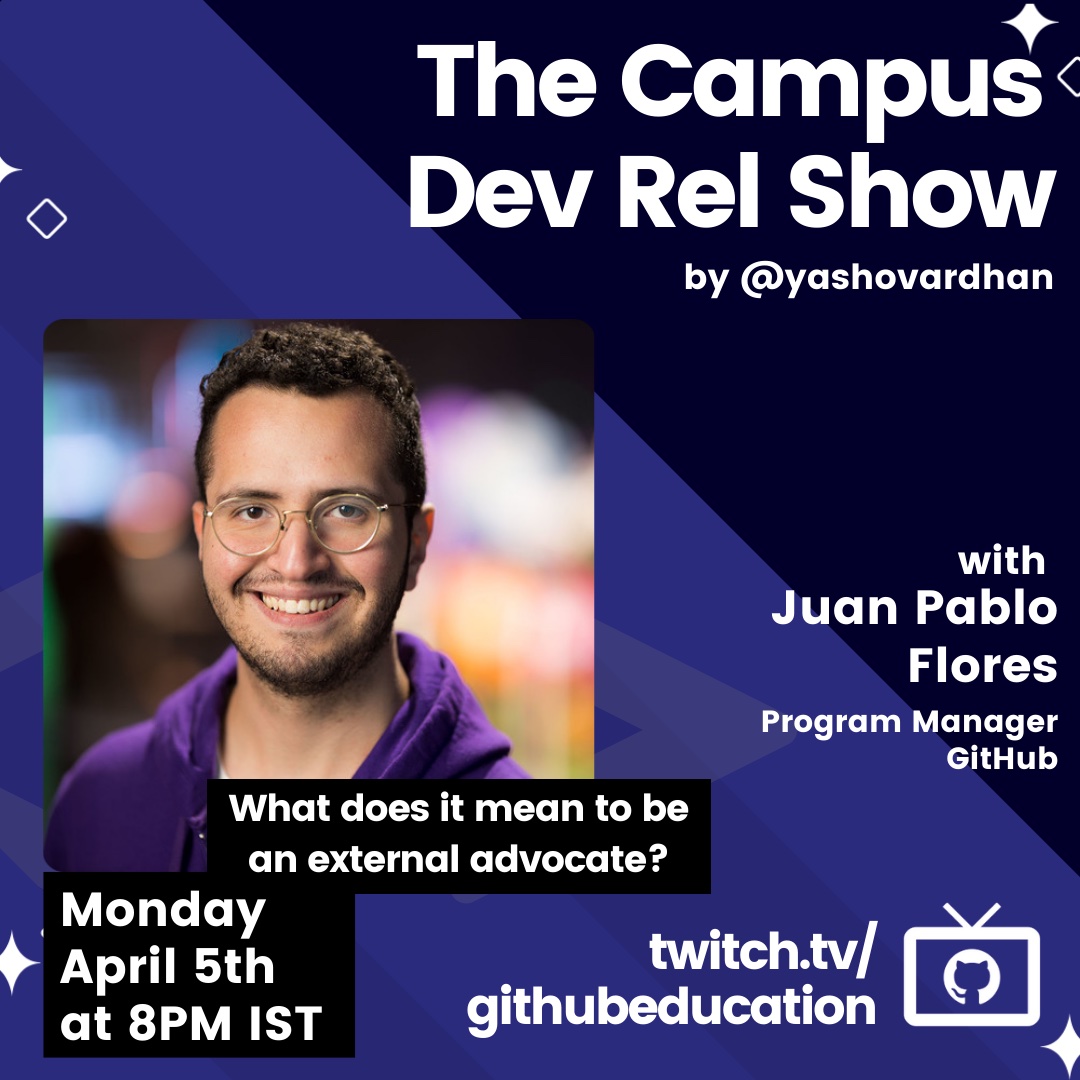 The Campus
Dev Rel Show
by @yashovardhan
with
Juan Pablo
Flores
Program Manager
GitHub
What does it mean to be
an external advocate?
Monday
April 5th
at 8PM IST
twitch.tv/
githubeducation